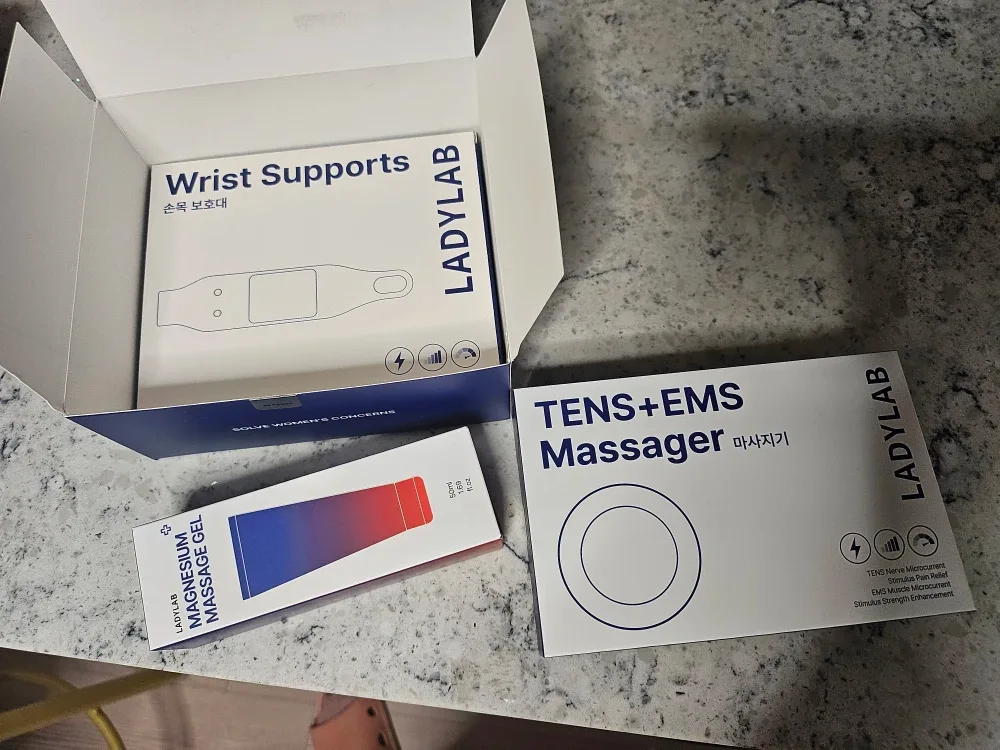 Wrist Supports
손목 보호대
LADYLAB
SOLVE WOMEN'S CONCERNS
LADYLAB
MAGNESIUM
MASSAGE GEL
50ml
1.69
fl.oz
TENS+EMS
Massager 마사지기
LADYLAB
TENS Nerve Microcurrent
Stimulus Pain Relief
EMS Muscle Microcurrent
Stimulus Strength Enhancement